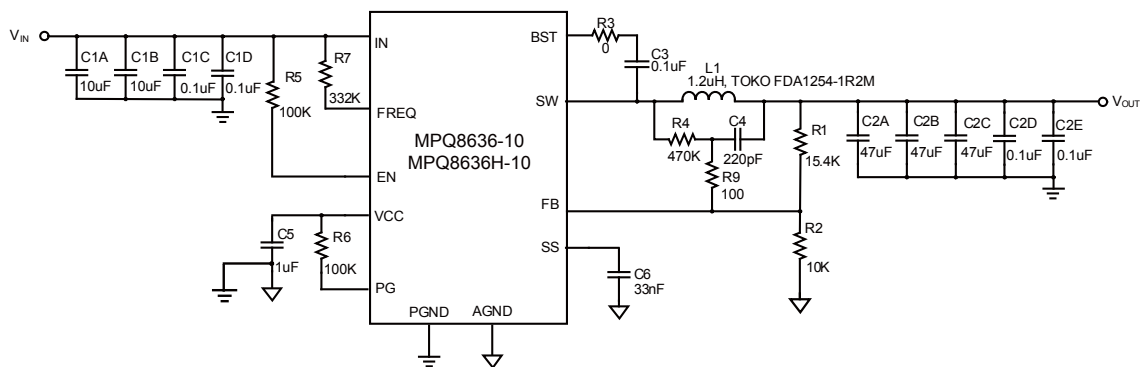 VIN
C1A
10uF
C1B
10uF
C1C
0.1uF
C1D
0.1uF
R5
100K
R7
332K
IN
FREQ
EN
VCC
PG
C5
1uF
R6
100K
MPQ8636-10
MPQ8636H-10
PGND
AGND
BST
SW
FB
SS
R3
0
C3
0.1uF
L1
1.2uH, TOKO FDA1254-1R2M
R4
470K
C4
220pF
R9
100
R1
15.4K
R2
10K
C6
33nF
C2A
47uF
C2B
47uF
C2C
47uF
C2D
0.1uF
C2E
0.1uF
VOUT